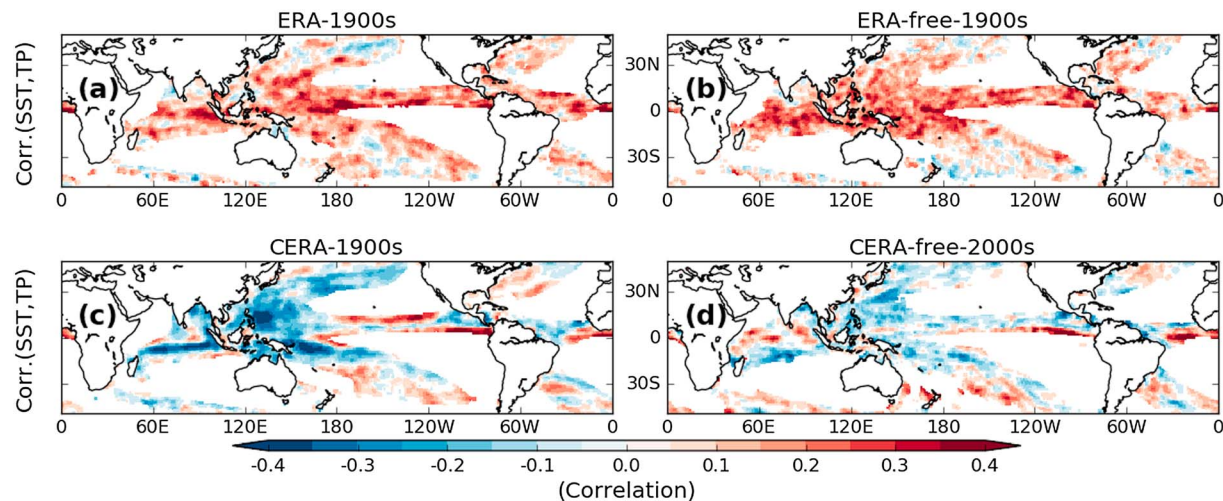 ERA-1900s
ERA-free-1900s
Corr.(SST,TP)
(a)
(b)
30N
0
30S
0 60E 120E 180 120W 60W 0
0 60E 120E 180 120W 60W 0
CERA-1900s
CERA-free-2000s
Corr.(SST,TP)
(c)
(d)
30N
0
30S
0 60E 120E 180 120W 60W 0
0 60E 120E 180 120W 60W 0
-0.4 -0.3 -0.2 -0.1 0.0 0.1 0.2 0.3 0.4
(Correlation)